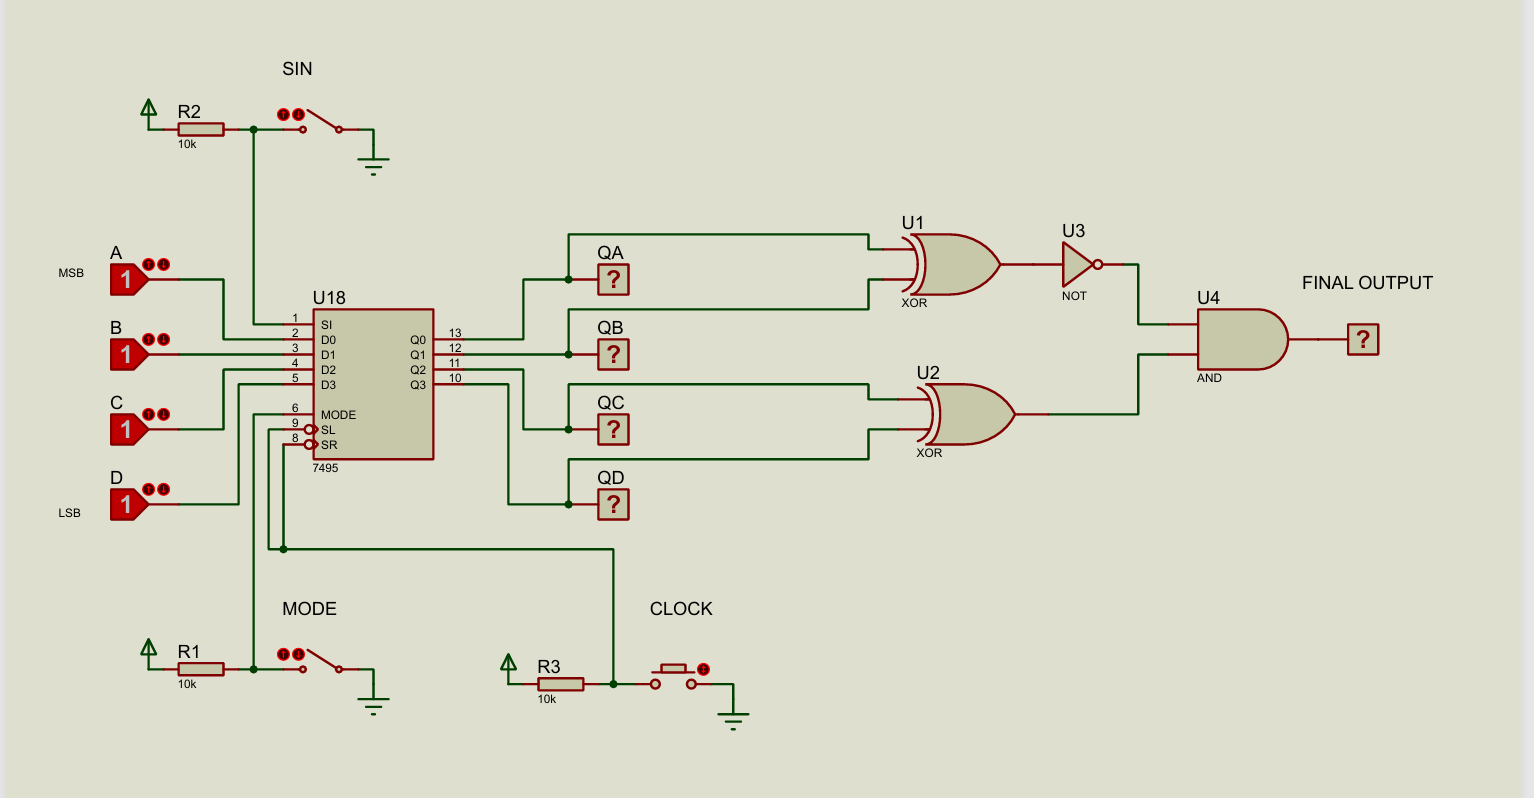 SIN
R2
10k
MSB
A
1
B
1
C
1
D
1
LSB
U18
1 SI
2 D0
3 D1
4 D2
5 D3
6 MODE
9 SL
8 SR
Q0 13
Q1 12
Q2 11
Q3 10
7495
QA
?
QB
?
QC
?
QD
?
U1
XOR
U2
XOR
U3
NOT
U4
AND
FINAL OUTPUT
?
MODE
R1
10k
CLOCK
R3
10k